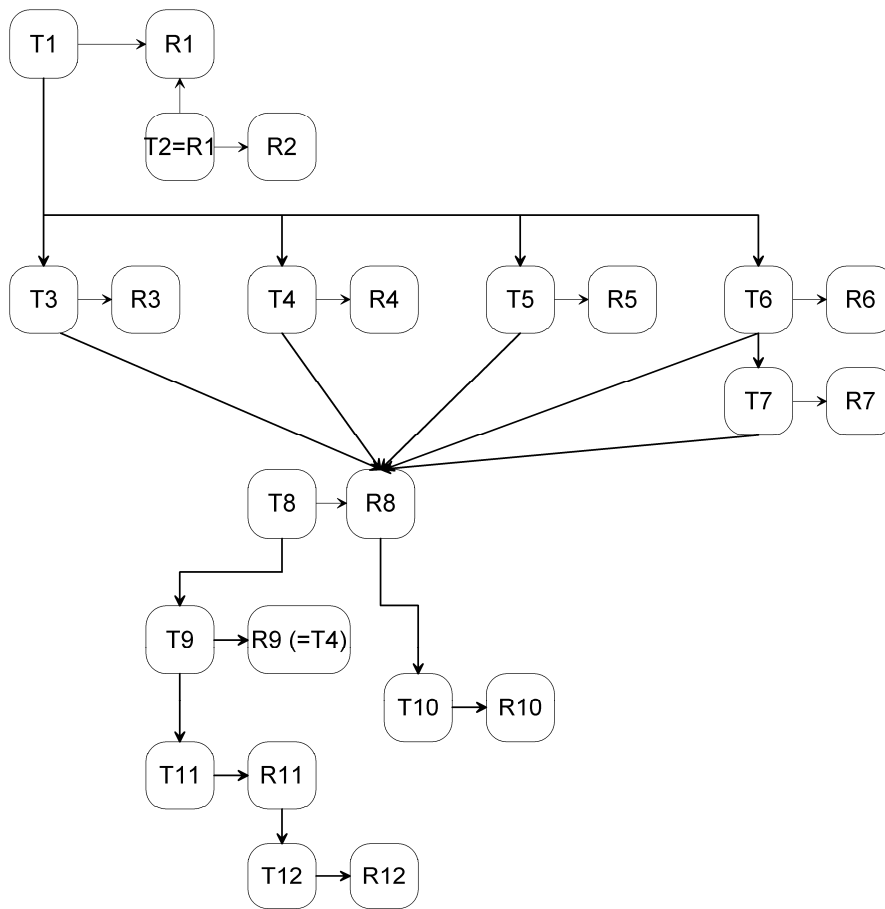 T1 R1
T2=R1 R2
T3 R3 T4 R4 T5 R5 T6 R6
T7 R7
T8 R8
T9 R9 (=T4)
T10 R10
T11 R11
T12 R12